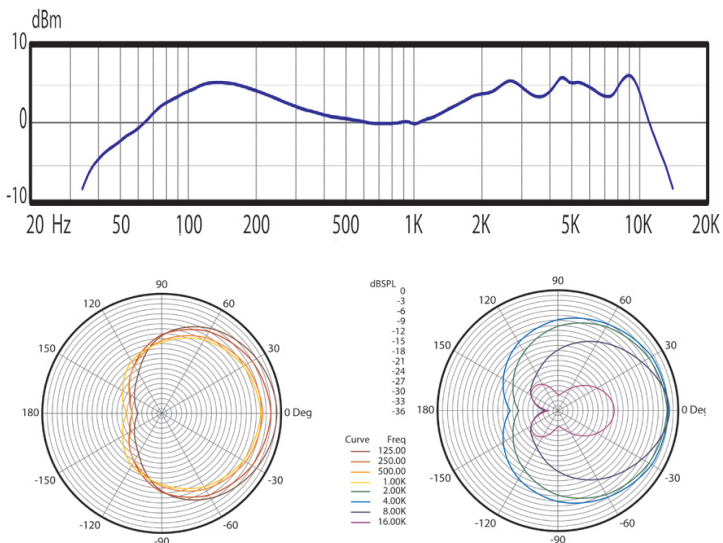 dBm
10
0
-10
20 Hz 50 100 200 500 1K 2K 5K 10K 20K
90
120 60
150 30
180 0 Deg
-150 -30
-120 -60
-90
dBSPL
0
-3
-6
-9
-12
-15
-18
-21
-24
-27
-30
-33
-36
Curve Freq
125.00
250.00
500.00
1.00K
2.00K
4.00K
8.00K
16.00K
90
120 60
150 30
180 0 Deg
-150 -30
-120 -60
-90